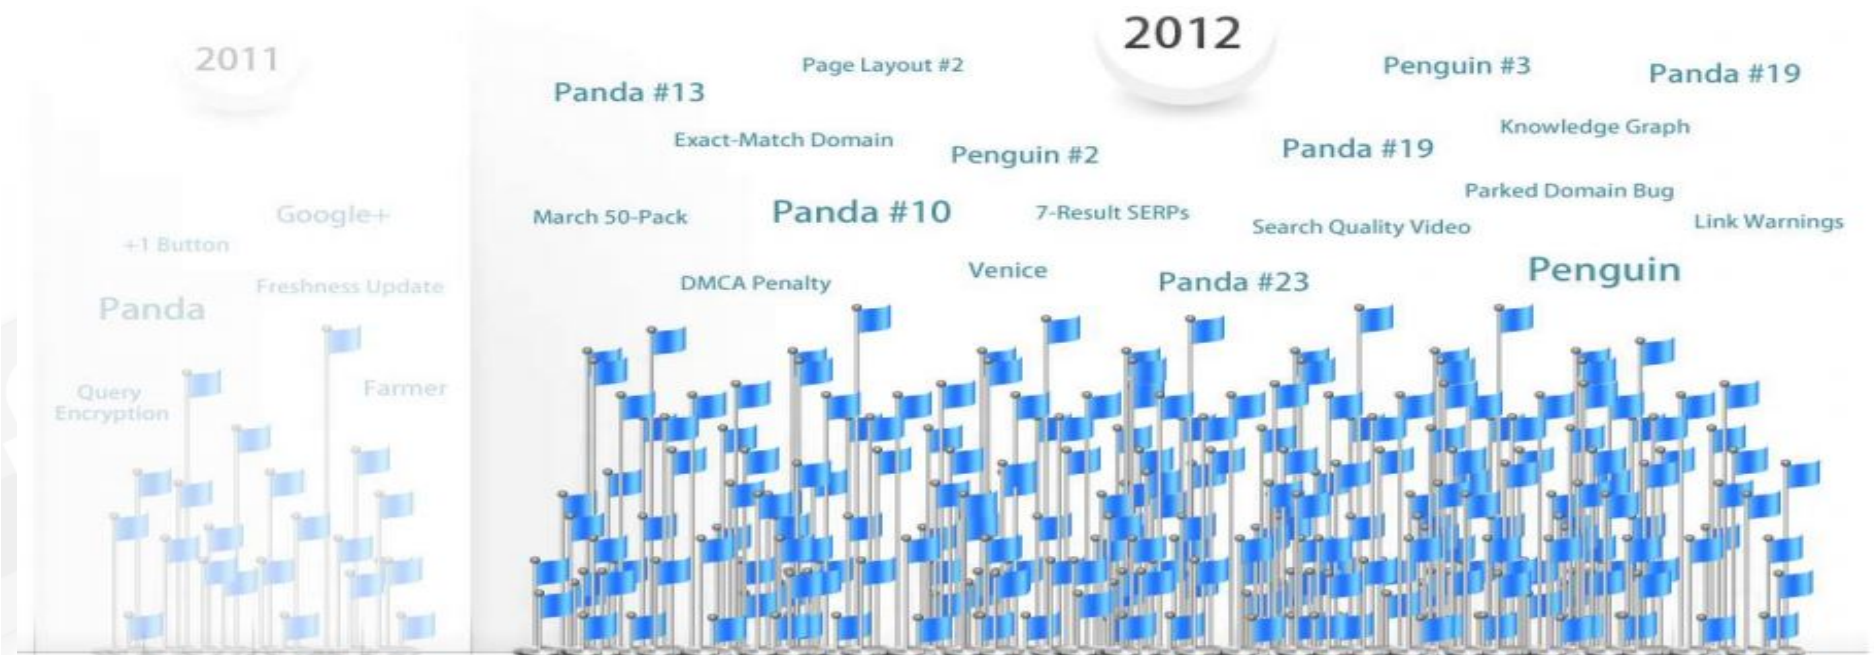 2011
Google+
+1 Button
Freshness Update
Panda
Query
Encryption
Farmer
2012
Page Layout #2
Penguin #3
Panda #19
Panda #13
Exact-Match Domain
Penguin #2
Panda #19
Knowledge Graph
March 50-Pack
Panda #10
7-Result SERPs
Parked Domain Bug
Search Quality Video
Link Warnings
DMCA Penalty
Venice
Panda #23
Penguin